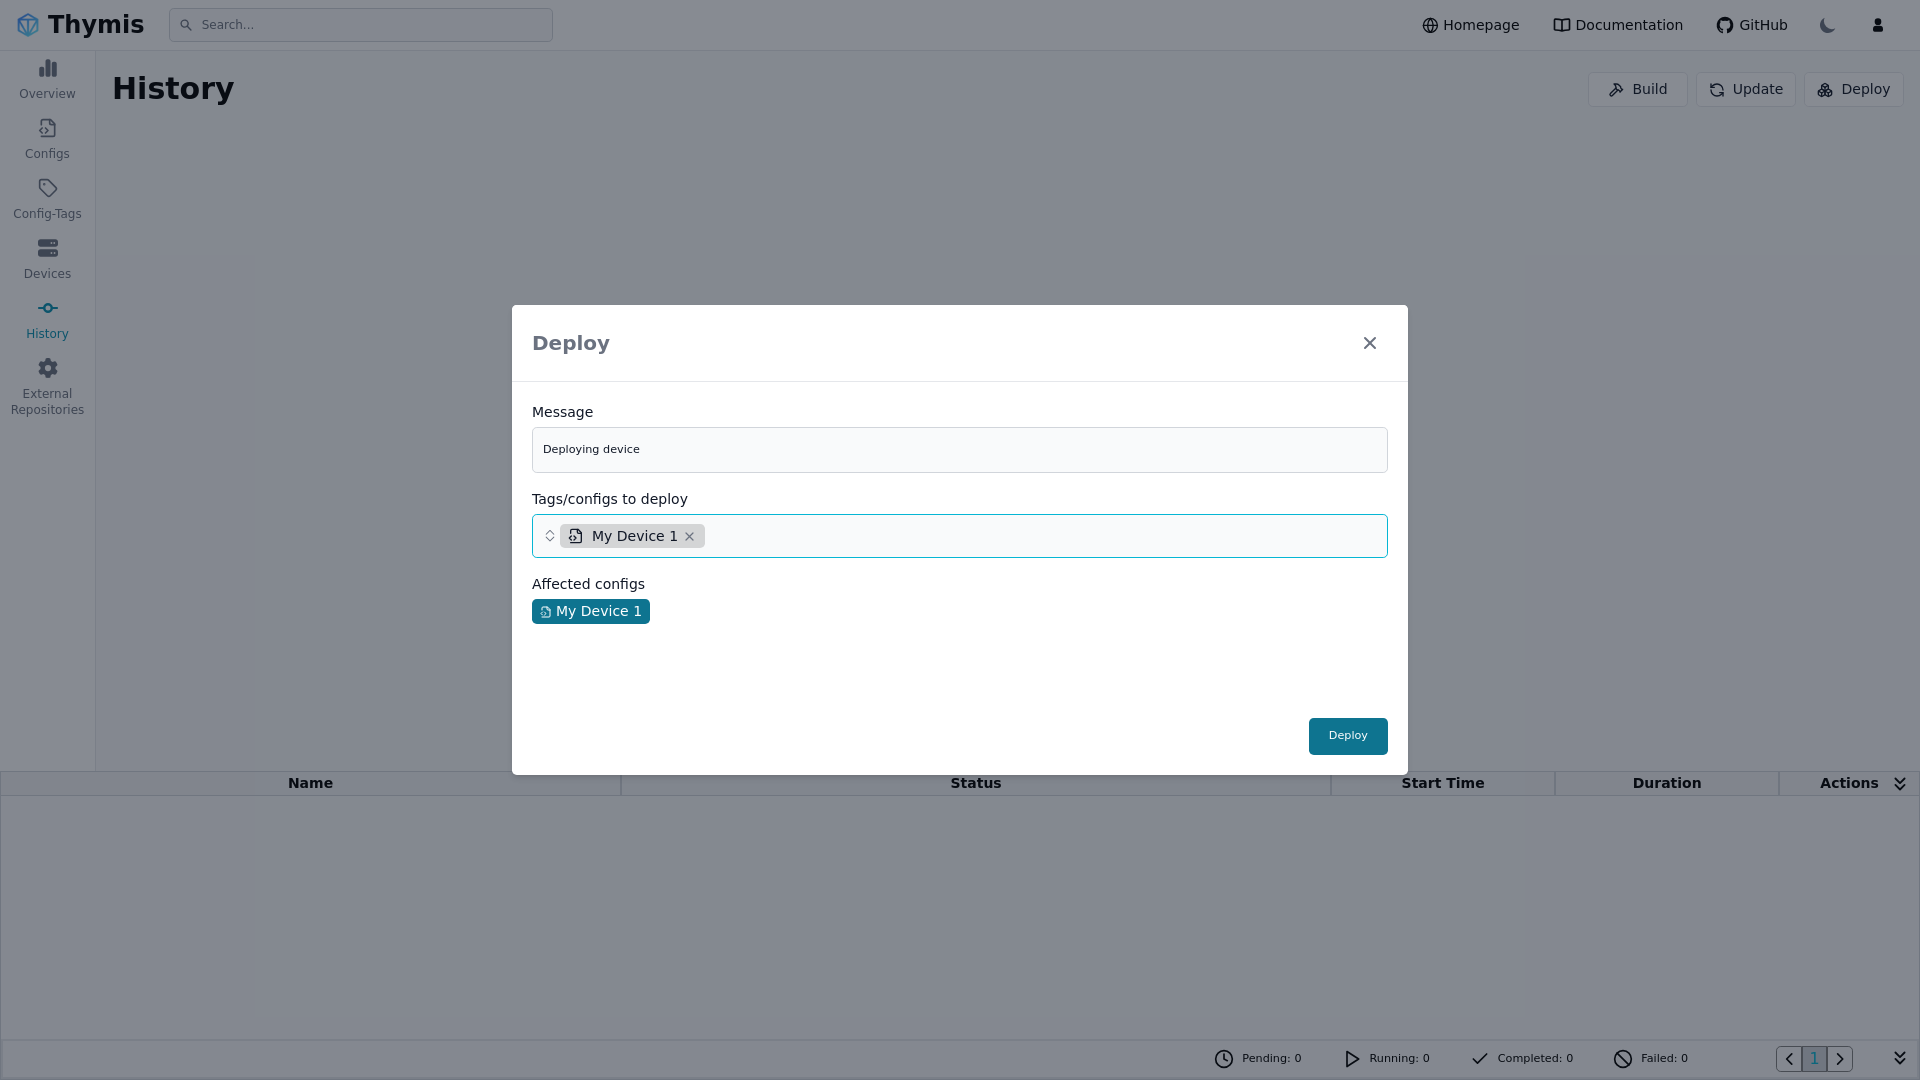 Thymis
Search...
Homepage
Documentation
GitHub
Overview
Configs
Config-Tags
Devices
History
External
Repositories
History
Build
Update
Deploy
Deploy
Message
Deploying device
Tags/configs to deploy
My Device 1
Affected configs
My Device 1
Deploy
Name Status Start Time Duration Actions
Pending: 0 Running: 0 Completed: 0 Failed: 0 1